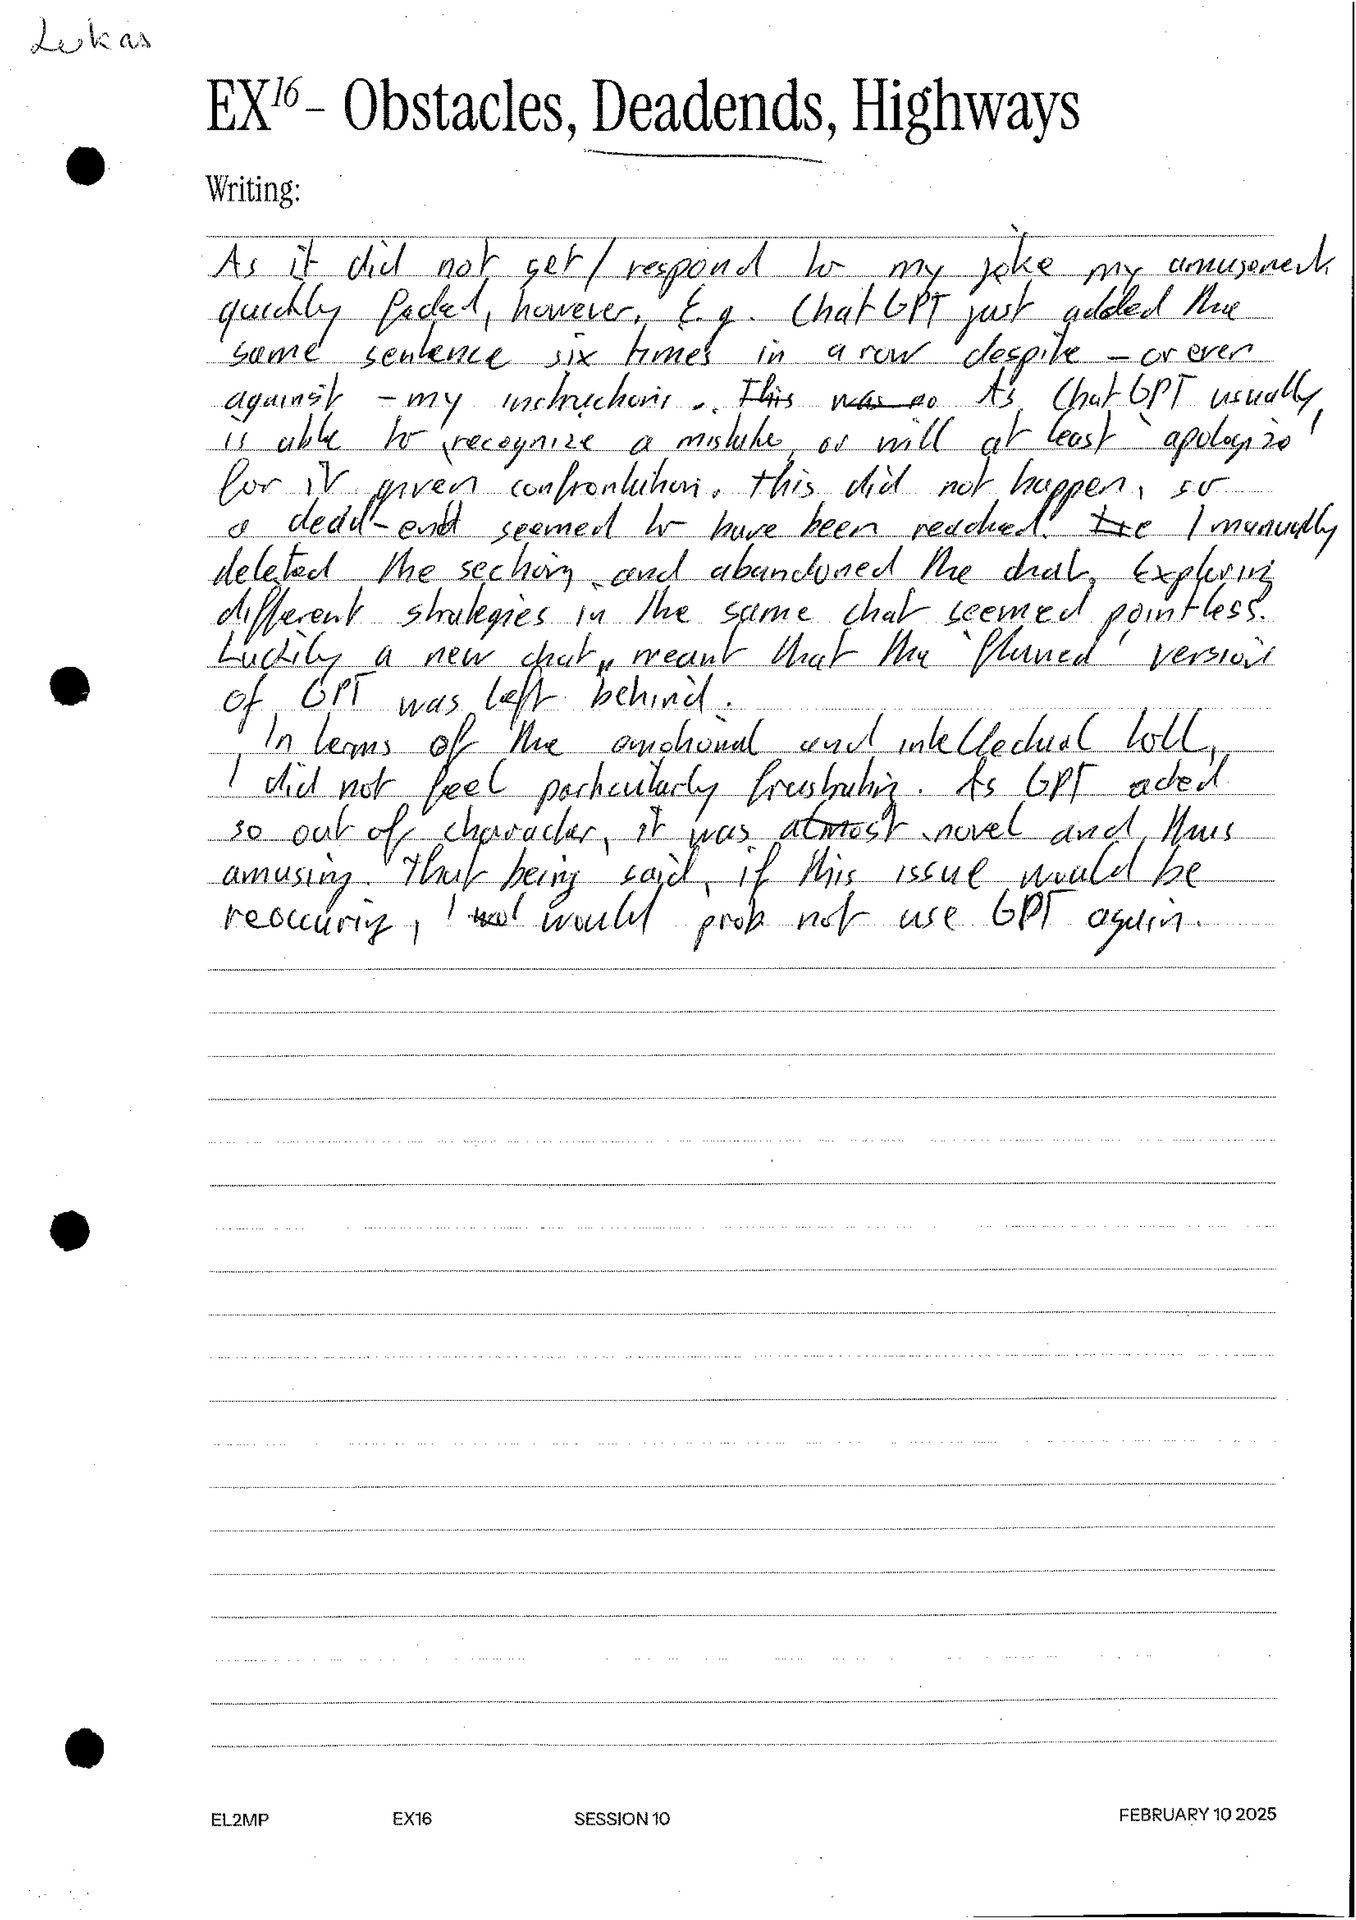 Lukas
EX16 – Obstacles, Deadends, Highways
Writing:
As it did not get/respond to my joke my amusement
quickly faded, however. E.g. ChatGPT just added the
same sentence six times in a row despite – or even
against – my instructions. This was so As ChatGPT usually
is able to recognize a mistake, or will at least 'apologize'
for it given confrontation. This did not happen, so
a dead-end seemed to have been reached. I manually
deleted the section and abandoned the chat. Exploring
different strategies in the same chat seemed pointless.
Luckily a new chat meant that the 'flawed' version
of GPT was left behind.
In terms of the emotional and intellectual toll,
I did not feel particularly frustrating. As GPT acted
so out of character, it was almost novel and thus
amusing. That being said, if this issue would be
reoccuring, I would prob not use GPT again.
EL2MP EX16 SESSION 10 FEBRUARY 10 2025